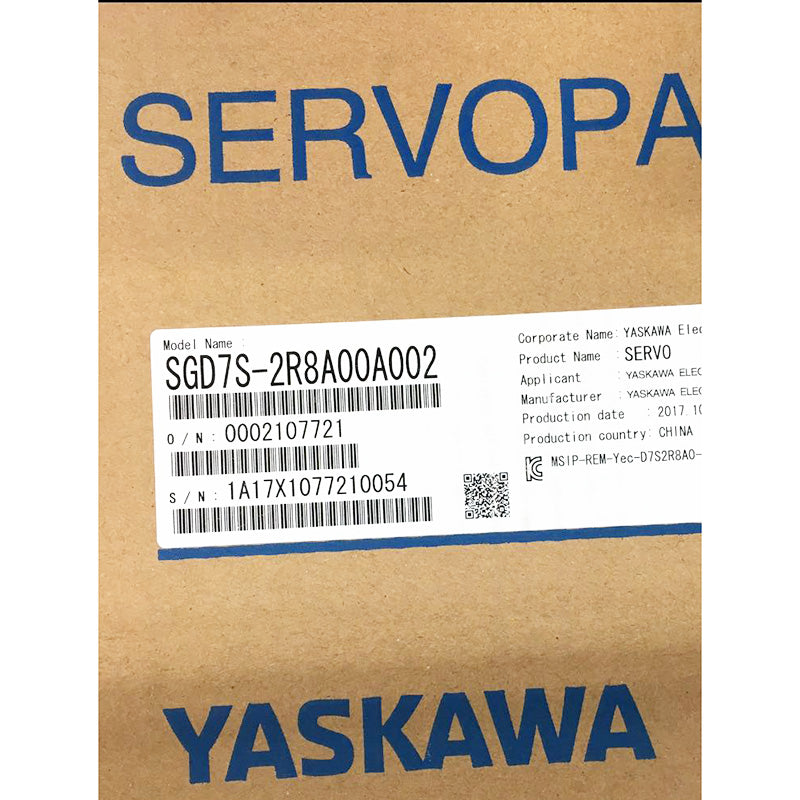 SERVOPA
Model Name :
SGD7S-2R8A00A002
O/N: 0002107721
S/N: 1A17X1077210054
Corporate Name: YASKAWA Elec
Product Name : SERVO
Applicant : YASKAWA ELEC
Manufacturer : YASKAWA ELEC
Production date : 2017.10
Production country: CHINA
MSIP-REM-Yec-D7S2R8A0-
YASKAWA